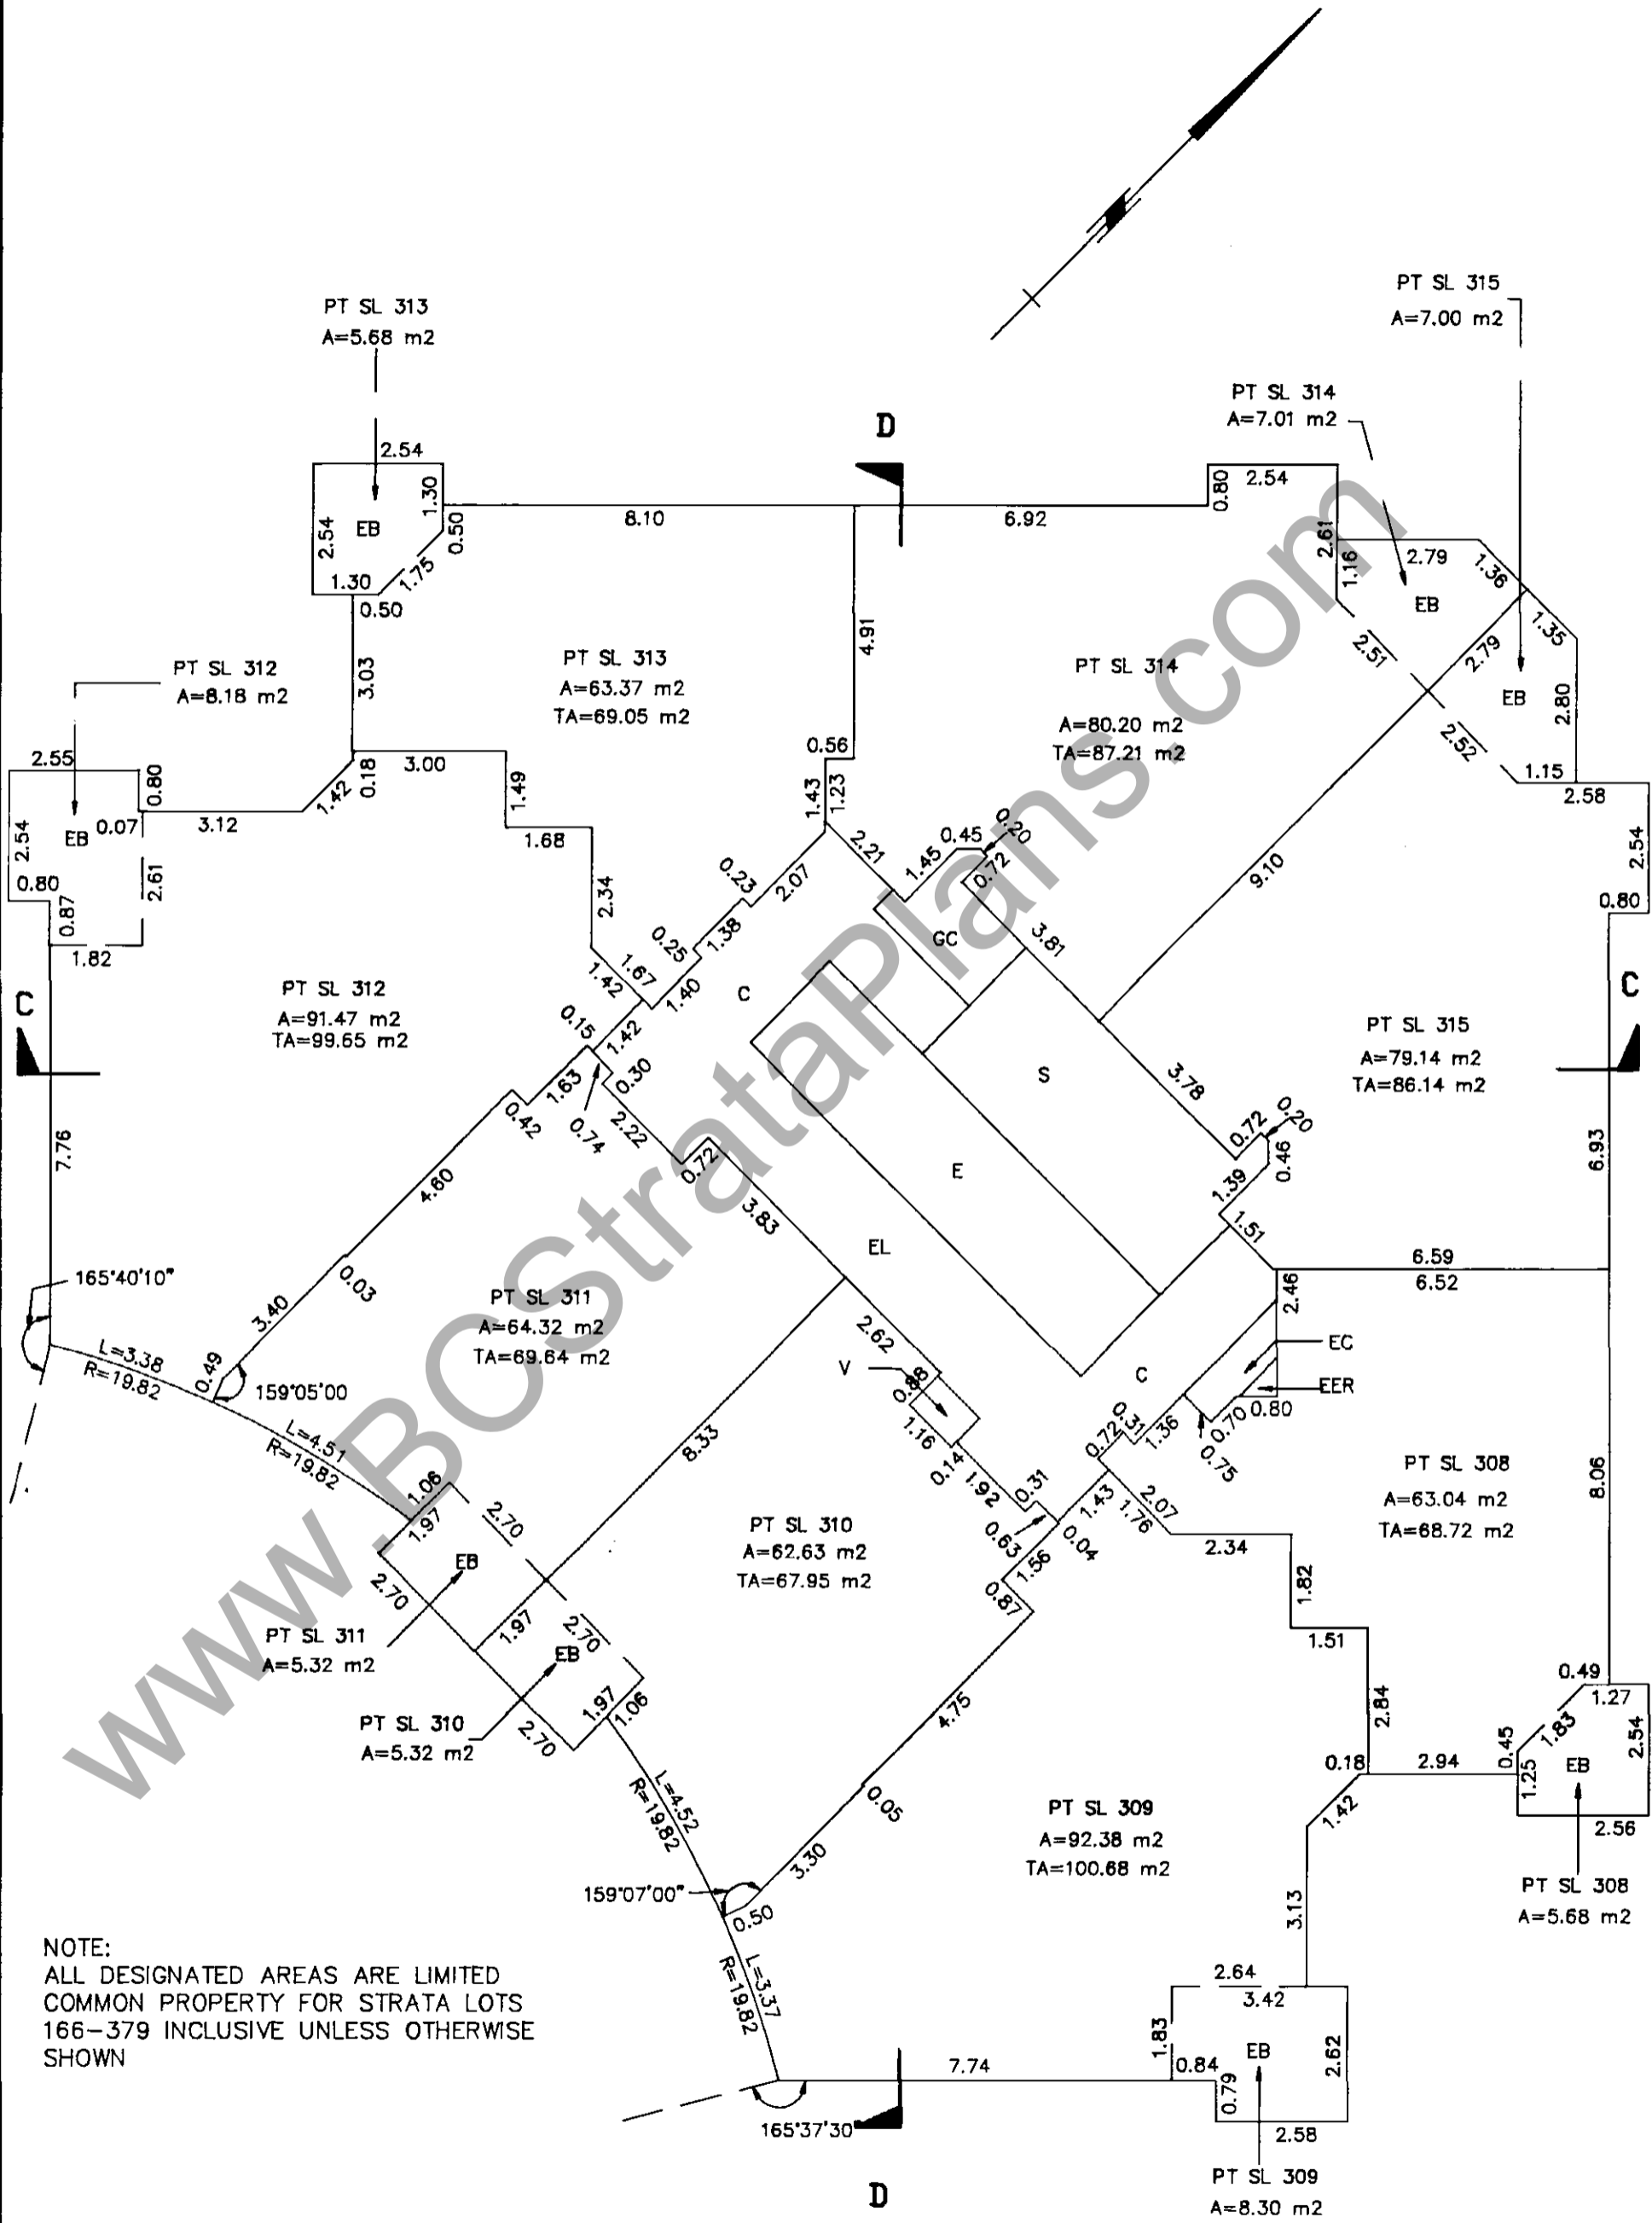 PT SL 315
A=7.00 m2
PT SL 313
A=5.68 m2
PT SL 314
A=7.01 m2
D
2.54
1.30
0.50
2.54
EB
1.30
1.75
0.50
8.10
6.92
0.80
2.54
2.61
1.16
2.79
1.36
EB
1.35
2.51
2.79
EB
2.80
2.52
1.15
2.58
2.54
0.80
PT SL 312
A=8.18 m2
3.03
PT SL 313
A=63.37 m2
TA=69.05 m2
4.91
PT SL 314
A=80.20 m2
TA=87.21 m2
0.56
1.43
1.23
2.55
0.80
0.07
3.12
1.42
0.18
3.00
1.49
1.68
2.34
2.54
EB
0.80
0.87
2.61
1.82
2.21
1.45
0.45
0.20
0.72
0.23
2.07
1.38
0.25
1.67
1.42
1.40
3.81
9.10
GC
C
C
C
PT SL 312
A=91.47 m2
TA=99.65 m2
0.15
1.42
0.30
1.63
0.42
0.74
2.22
0.72
S
PT SL 315
A=79.14 m2
TA=86.14 m2
3.78
0.72
0.20
0.46
1.39
1.51
6.93
7.76
4.60
3.83
E
EL
6.59
6.52
2.46
165°40'10"
0.03
3.40
PT SL 311
A=64.32 m2
TA=69.64 m2
2.62
V
0.88
1.16
0.14
1.92
0.31
0.63
0.04
C
EC
EER
0.80
0.70
0.75
1.36
0.31
0.72
L=3.38
R=19.82
0.49
159°05'00
L=4.51
R=19.82
8.33
1.43
2.07
1.76
2.34
1.82
1.51
PT SL 308
A=63.04 m2
TA=68.72 m2
8.06
1.06
1.97
2.70
EB
2.70
PT SL 310
A=62.63 m2
TA=67.95 m2
1.56
0.87
PT SL 311
A=5.32 m2
1.97
2.70
EB
1.97
1.06
2.70
PT SL 310
A=5.32 m2
4.75
2.84
0.49
1.27
1.83
0.45
2.54
0.18
2.94
1.25
EB
2.56
1.42
L=4.52
R=19.82
0.05
3.30
PT SL 309
A=92.38 m2
TA=100.68 m2
159°07'00"
0.50
3.13
PT SL 308
A=5.68 m2
L=3.37
R=19.82
2.64
3.42
1.83
EB
2.62
7.74
0.84
0.79
2.58
165°37'30
NOTE:
ALL DESIGNATED AREAS ARE LIMITED
COMMON PROPERTY FOR STRATA LOTS
166-379 INCLUSIVE UNLESS OTHERWISE
SHOWN
D
PT SL 309
A=8.30 m2
www.BCStrataPlans.com